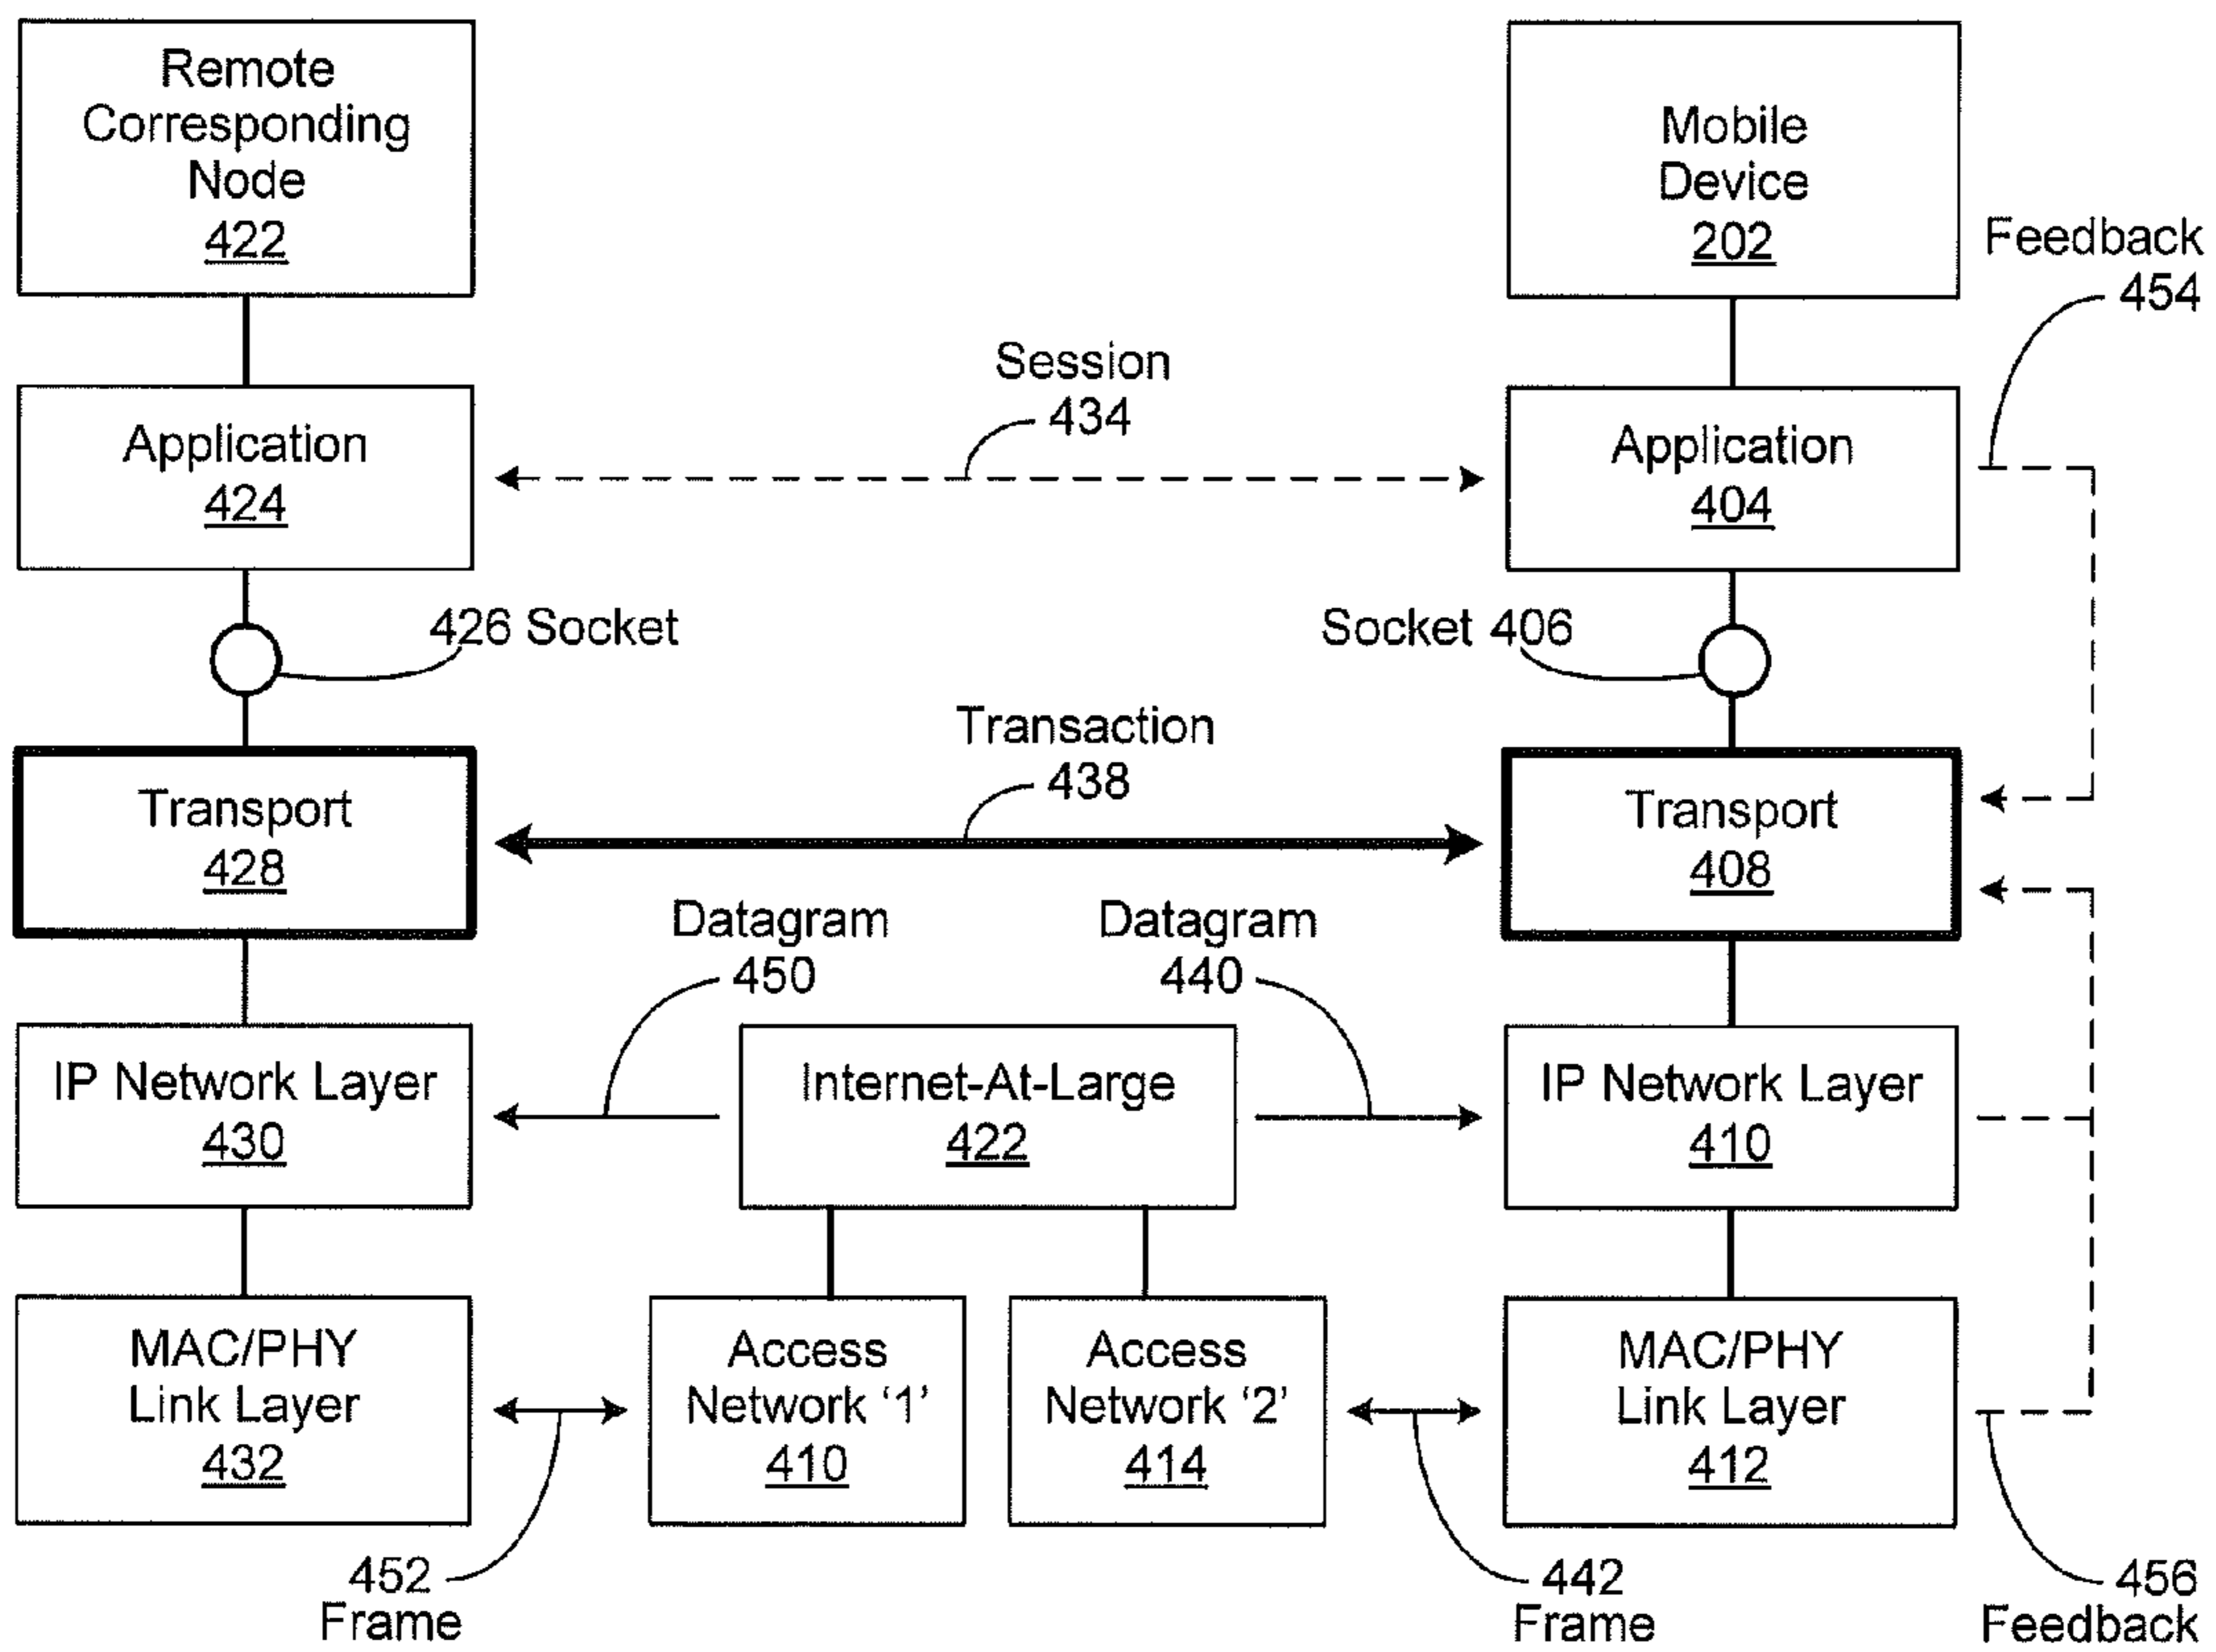 Remote
Corresponding
Node
422
Mobile
Device
202
Feedback
454
Session
434
Application
424
Application
404
426 Socket
Socket 406
Transaction
438
Transport
428
Transport
408
Datagram
450
Datagram
440
IP Network Layer
430
Internet-At-Large
422
IP Network Layer
410
MAC/PHY
Link Layer
432
Access
Network ‘1’
410
Access
Network ‘2’
414
MAC/PHY
Link Layer
412
452
Frame
442
Frame
456
Feedback